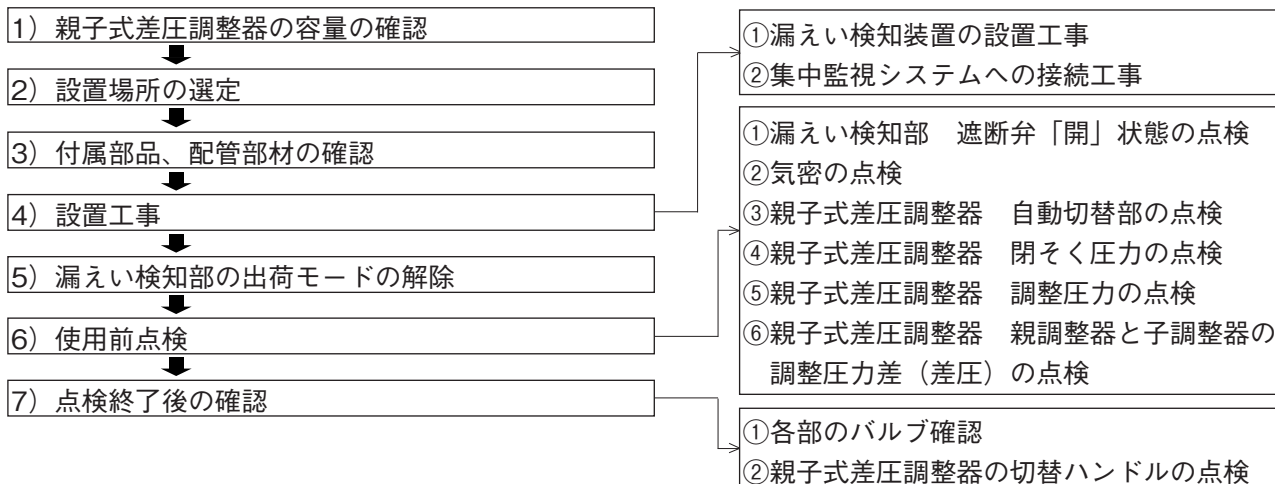 1）親子式差圧調整器の容量の確認
2）設置場所の選定
3）付属部品、配管部材の確認
4）設置工事
5）漏えい検知部の出荷モードの解除
6）使用前点検
7）点検終了後の確認
①漏えい検知装置の設置工事
②集中監視システムへの接続工事
①漏えい検知部　遮断弁「開」状態の点検
②気密の点検
③親子式差圧調整器　自動切替部の点検
④親子式差圧調整器　閉そく圧力の点検
⑤親子式差圧調整器　調整圧力の点検
⑥親子式差圧調整器　親調整器と子調整器の
調整圧力差（差圧）の点検
①各部のバルブ確認
②親子式差圧調整器の切替ハンドルの点検